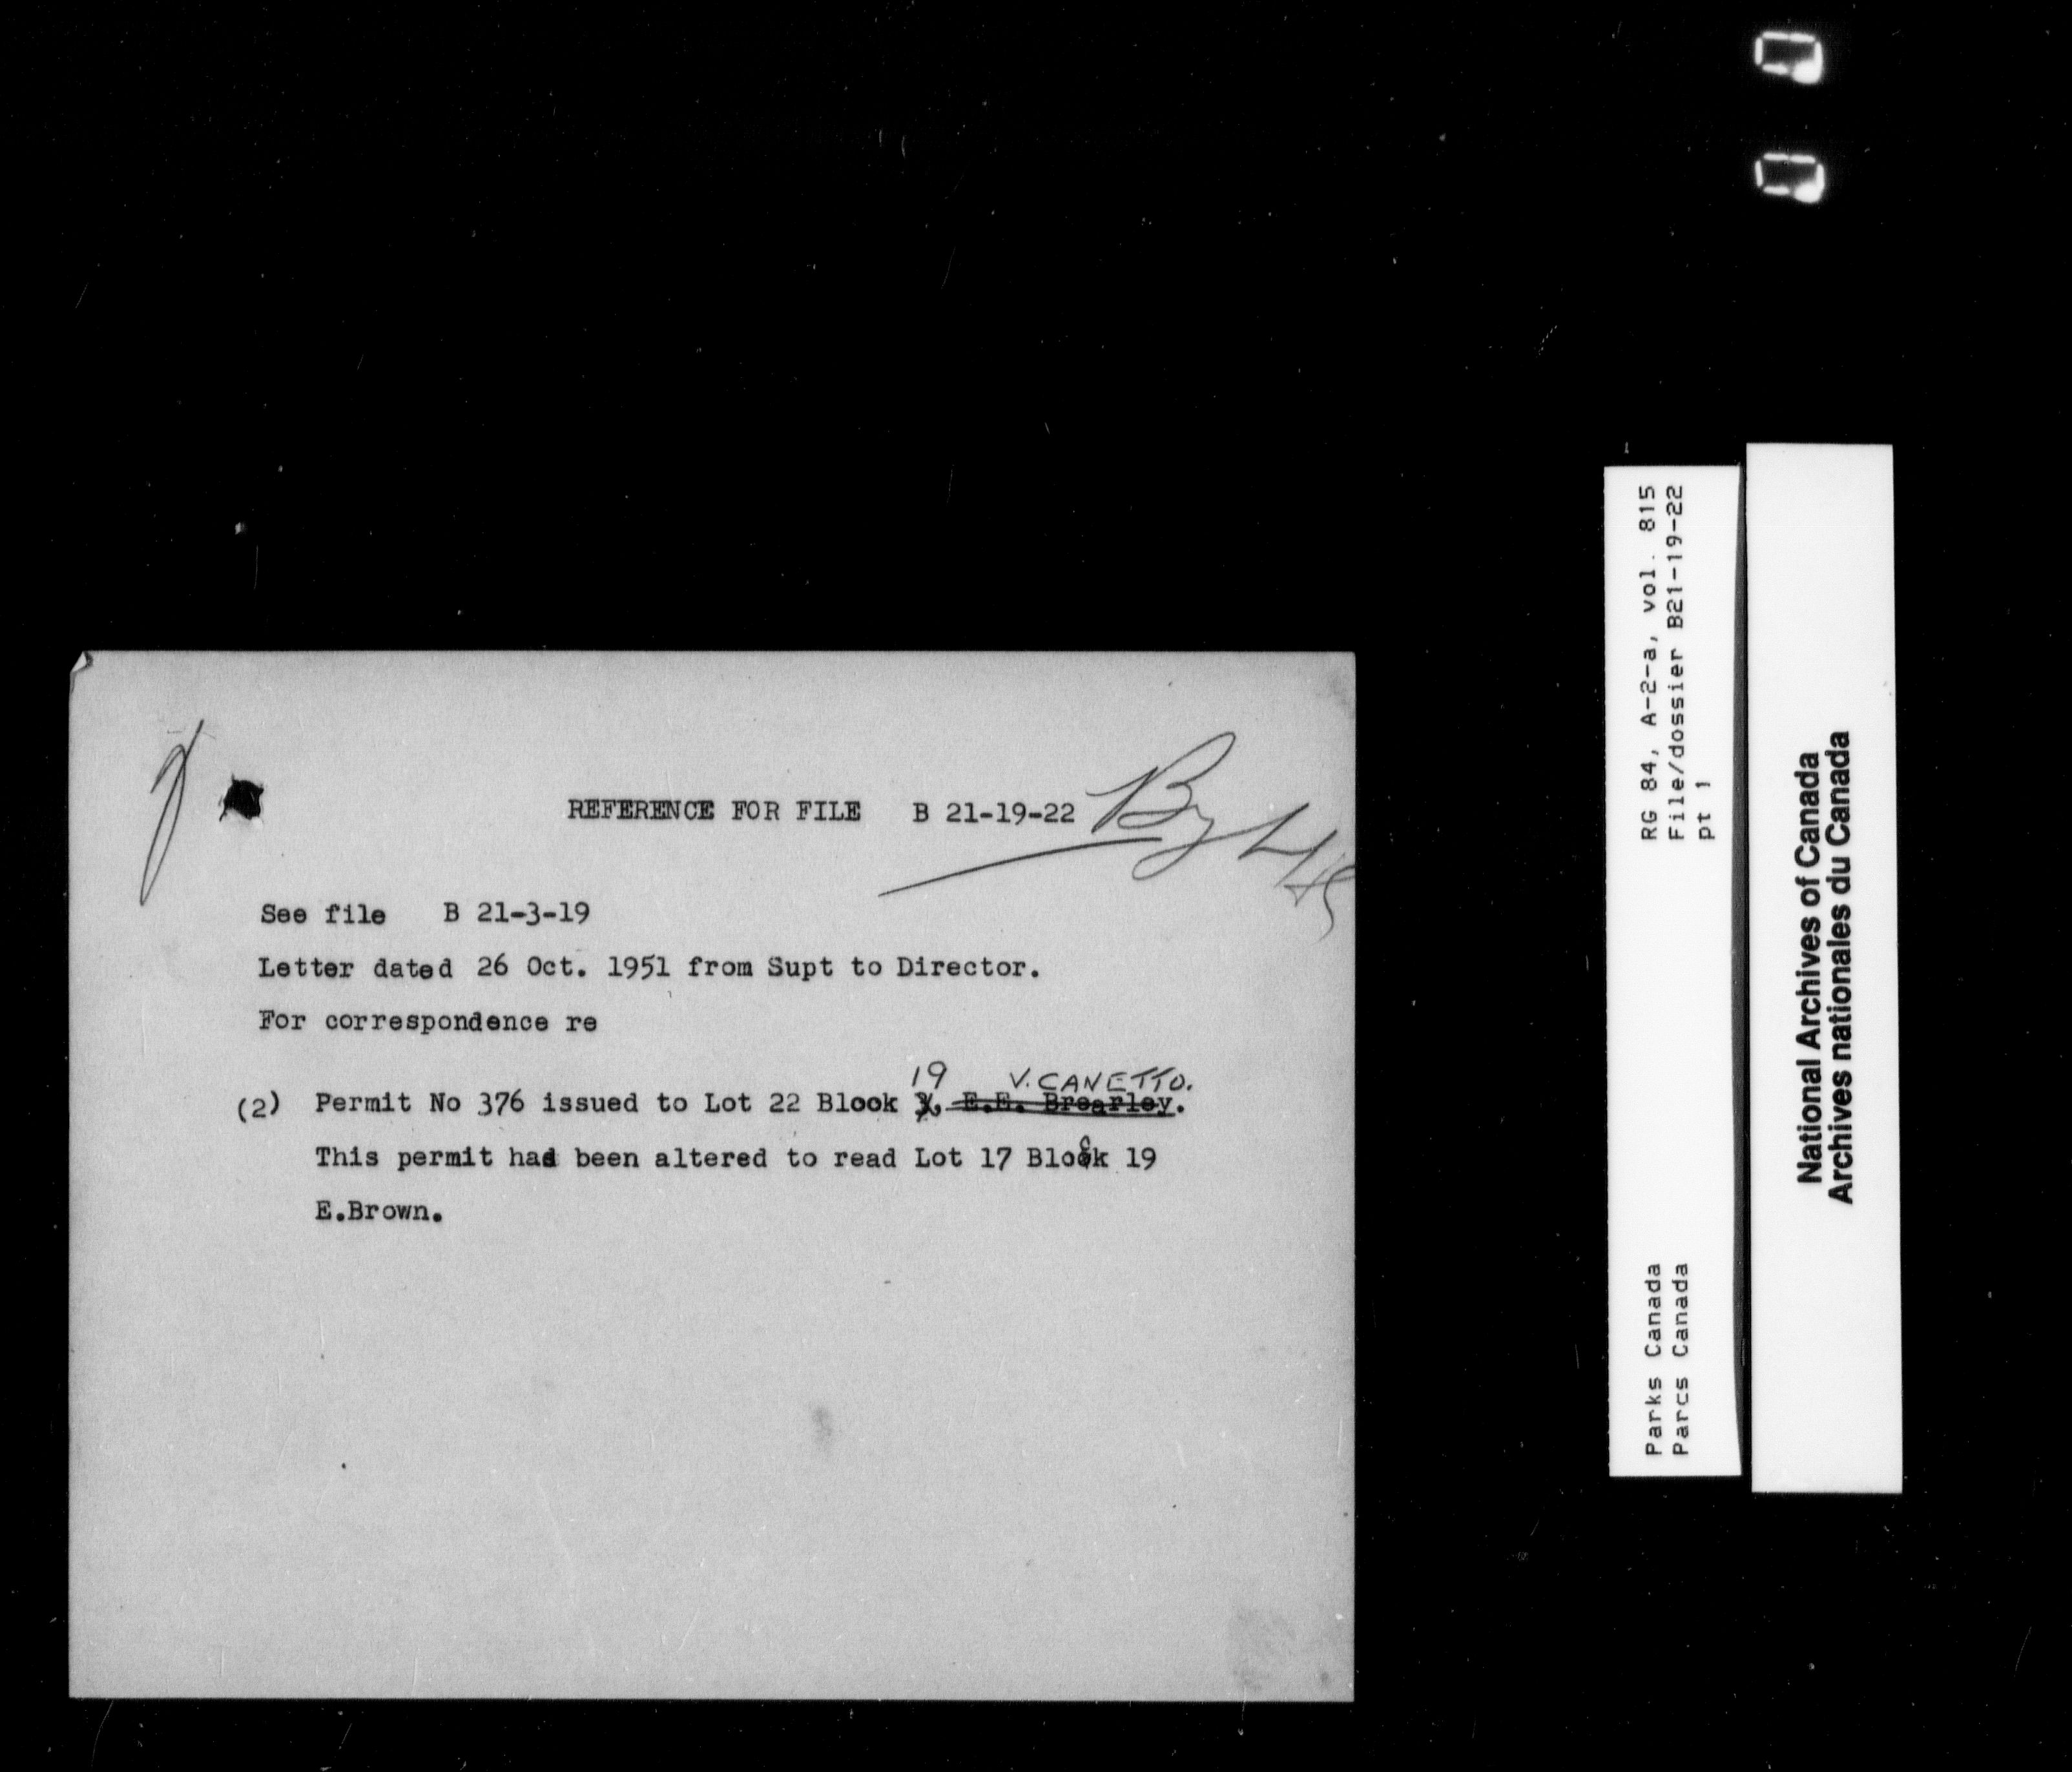 REFERENCE FOR FILE B 21-19-22
See file B 21-3-19
Letter dated 26 Oct. 1951 from Supt to Director.
For correspondence re
19 V. CANETTO.
(2) Permit No 376 issued to Lot 22 Block 3, E.E. Brearley.
This permit had been altered to read Lot 17 Block 19
E.Brown.
RG 84, A-2-a, vol. 815
File/dossier B21-19-22
pt 1
Parks Canada
Parcs Canada
National Archives of Canada
Archives nationales du Canada